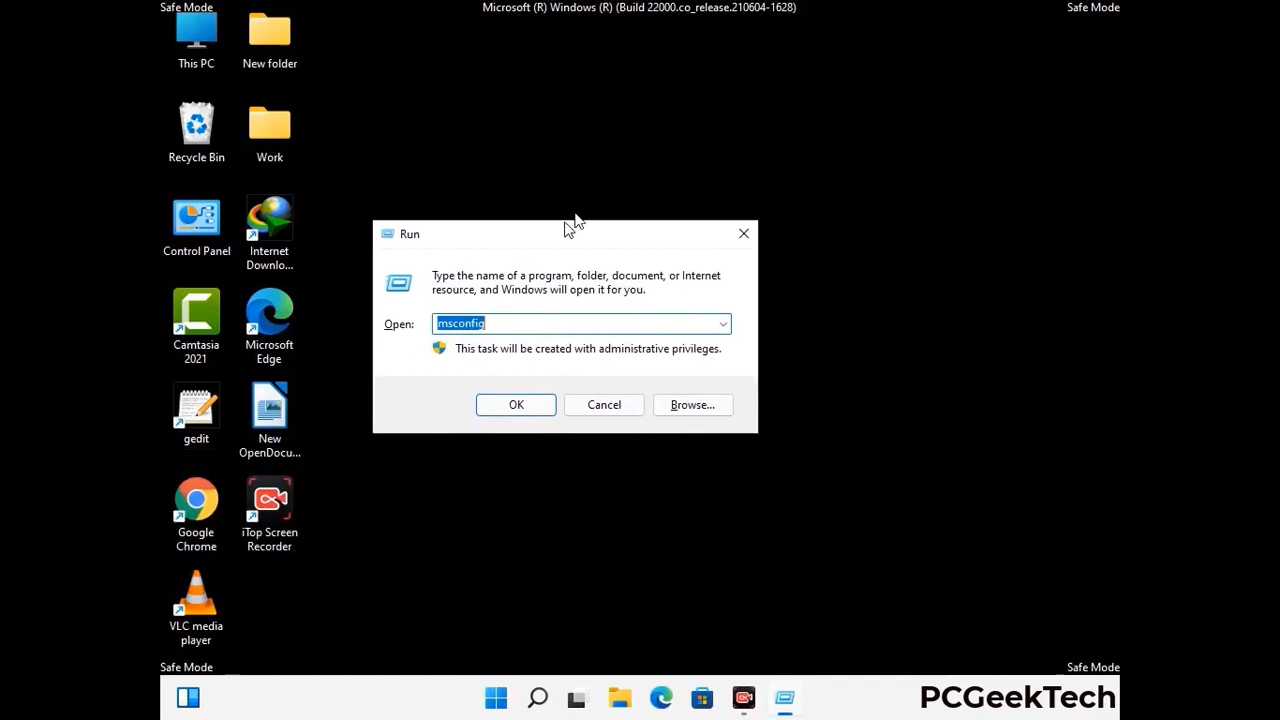 Safe Mode
Microsoft (R) Windows (R) (Build 22000.co_release.210604-1628)
Safe Mode
This PC
New folder
Recycle Bin
Work
Control Panel
Internet
Downlo...
Camtasia
2021
Microsoft
Edge
gedit
New
OpenDocu...
Google
Chrome
iTop Screen
Recorder
VLC media
player
Run
Type the name of a program, folder, document, or Internet
resource, and Windows will open it for you.
Open:
msconfig
This task will be created with administrative privileges.
OK
Cancel
Browse...
Safe Mode
Safe Mode
PCGeekTech